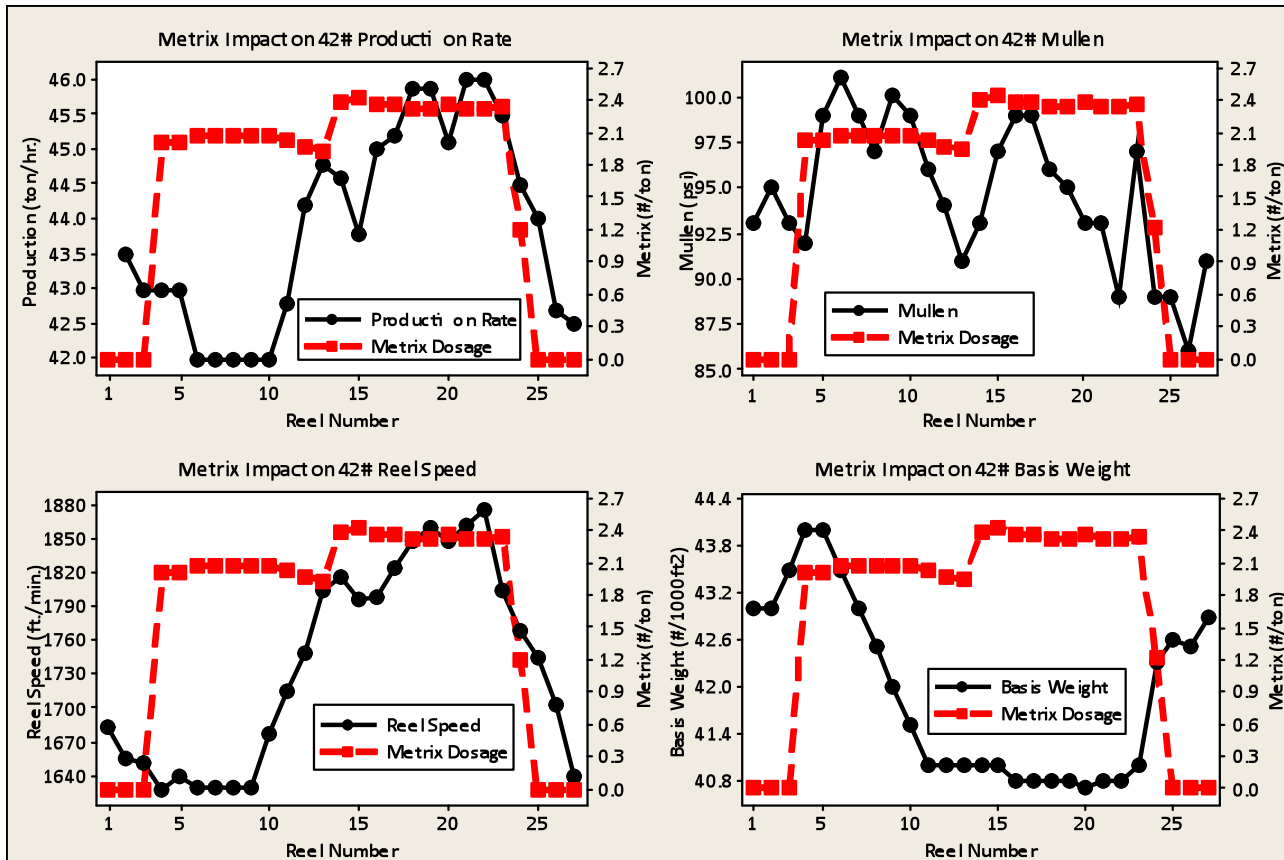 Metrix Impact on 42# Producti on Rate
Production (ton/hr.)
46.0
45.5
45.0
44.5
44.0
43.5
43.0
42.5
42.0
2.7
2.4
2.1
1.8
1.5
1.2
0.9
0.6
0.3
0.0
Metrix (#/ton)
Producti on Rate
Metrix Dosage
1 5 10 15 20 25
Reel Number
Metrix Impact on 42# Mullen
Mullen (psi)
100.0
97.5
95.0
92.5
90.0
87.5
85.0
2.7
2.4
2.1
1.8
1.5
1.2
0.9
0.6
0.3
0.0
Metrix (#/ton)
Mullen
Metrix Dosage
1 5 10 15 20 25
Reel Number
Metrix Impact on 42# Reel Speed
Reel Speed (ft./min.)
1880
1850
1820
1790
1760
1730
1700
1670
1640
2.7
2.4
2.1
1.8
1.5
1.2
0.9
0.6
0.3
0.0
Metrix (#/ton)
Reel Speed
Metrix Dosage
1 5 10 15 20 25
Reel Number
Metrix Impact on 42# Basis Weight
Basis Weight (#/1000ft2)
44.4
43.8
43.2
42.6
42.0
41.4
40.8
2.7
2.4
2.1
1.8
1.5
1.2
0.9
0.6
0.3
0.0
Metrix (#/ton)
Basis Weight
Metrix Dosage
1 5 10 15 20 25
Reel Number